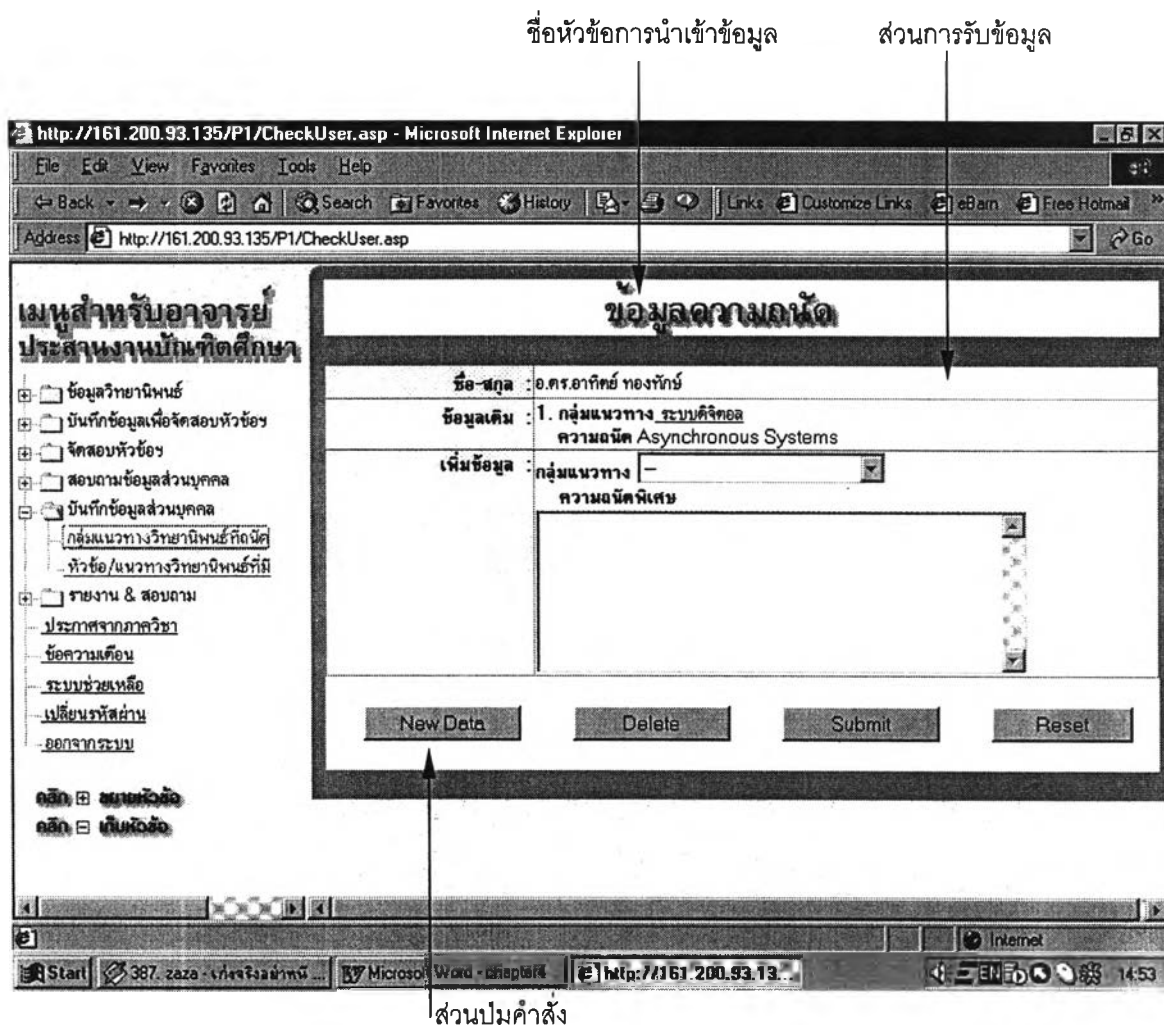 ชื่อหัวข้อการนำเข้าข้อมูล ส่วนการรับข้อมูล
http://161.200.93.135/P1/CheckUser.asp - Microsoft Internet Explorer
File Edit View Favorites Tools Help
Back Search Favorites History Links Customize Links eBarn Free Hotmail »
Address http://161.200.93.135/P1/CheckUser.asp Go
เมนูสำหรับอาจารย์
ประสานงานบัณฑิตศึกษา
ข้อมูลวิทยานิพนธ์
บันทึกข้อมูลเพื่อจัดสอบหัวข้อฯ
จัดสอบหัวข้อฯ
สอบถามข้อมูลส่วนบุคคล
บันทึกข้อมูลส่วนบุคคล
กลุ่มแนวทางวิทยานิพนธ์ที่ถนัด
หัวข้อ/แนวทางวิทยานิพนธ์ที่มี
รายงาน & สอบถาม
ประกาศจากภาควิชา
ข้อความเตือน
ระบบช่วยเหลือ
เปลี่ยนรหัสผ่าน
ออกจากระบบ
คลิก ขยายหัวข้อ
คลิก เก็บหัวข้อ
ข้อมูลความถนัด
ชื่อ-สกุล : อ.ดร.อาทิตย์ ทองทักษ์
ข้อมูลเดิม : 1. กลุ่มแนวทาง ระบบดิจิตอล
ความถนัด Asynchronous Systems
เพิ่มข้อมูล : กลุ่มแนวทาง --
ความถนัดพิเศษ
New Data Delete Submit Reset
Internet
Start 387. zaza - เก่งจริงอย่าหนี ... Microsoft Word - chapter4 http://161.200.93.13... EN 14:53
ส่วนปุ่มคำสั่ง